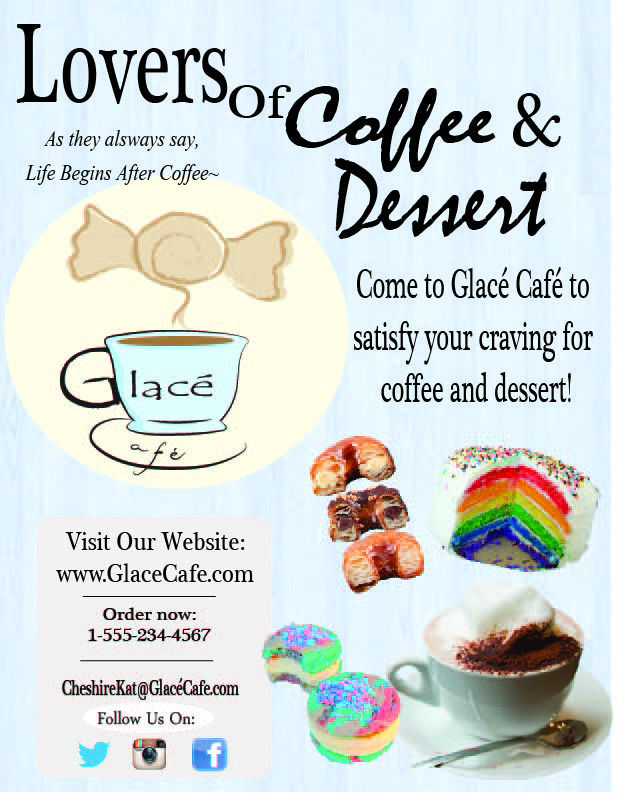 Lovers Of Coffee &
Dessert
As they alsways say,
Life Begins After Coffee~
Come to Glacé Café to
satisfy your craving for
coffee and dessert!
Glacé
Café
Visit Our Website:
www.GlaceCafe.com
Order now:
1-555-234-4567
CheshireKat@GlacéCafe.com
Follow Us On: